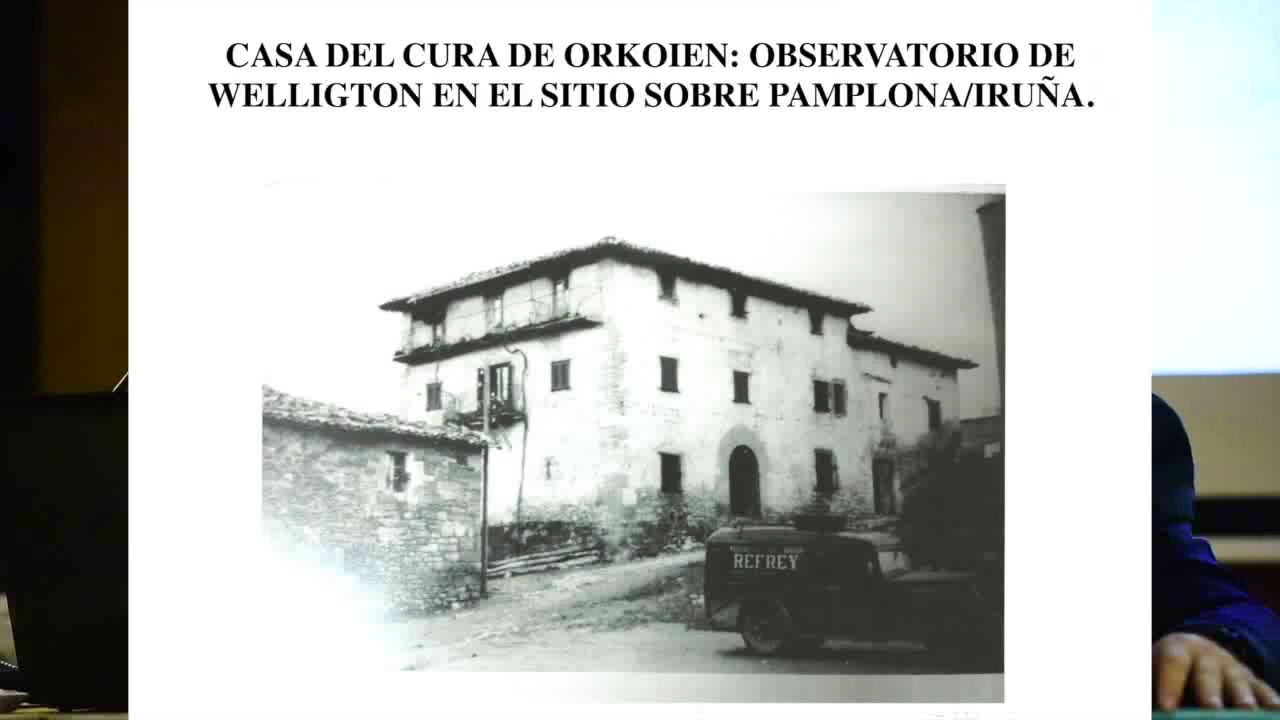 CASA DEL CURA DE ORKOIEN: OBSERVATORIO DE
WELLIGTON EN EL SITIO SOBRE PAMPLONA/IRUÑA.
REFREY